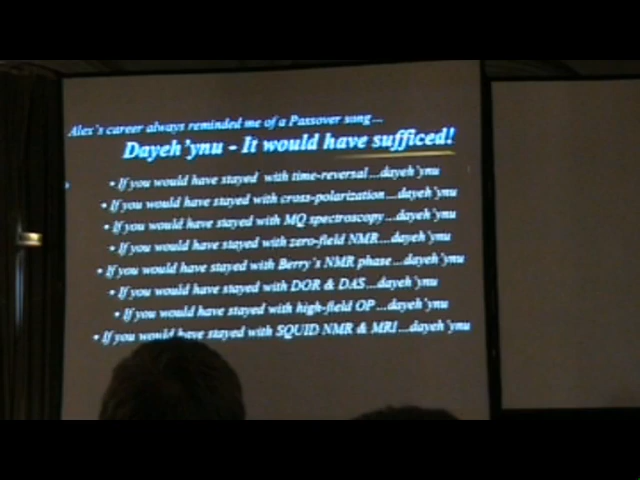 Alex's career always reminded me of a Passover song...
Dayeh'ynu - It would have sufficed!
• If you would have stayed with time-reversal...dayeh'ynu
• If you would have stayed with cross-polarization...dayeh'ynu
• If you would have stayed with MQ spectroscopy...dayeh'ynu
• If you would have stayed with zero-field NMR...dayeh'ynu
• If you would have stayed with Berry's NMR phase...dayeh'ynu
• If you would have stayed with DOR & DAS...dayeh'ynu
• If you would have stayed with high-field OP...dayeh'ynu
• If you would have stayed with SQUID NMR & MRI...dayeh'ynu